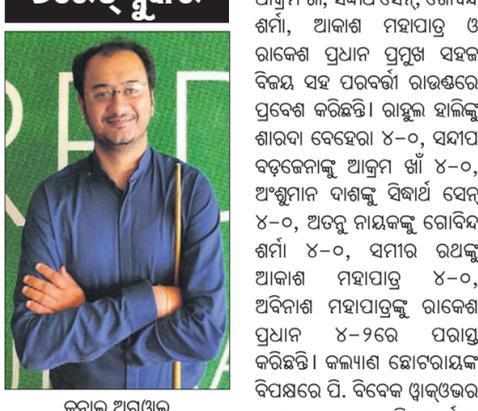 ଶର୍ମା, ଆକାଶ ମହାପାତ୍ର ଓ
ରାକେଶ ପ୍ରଧାନ ପ୍ରମୁଖ ସହଜ
ବିଜୟ ସହ ପରବର୍ତ୍ତୀ ରାଉଣ୍ଡରେ
ପ୍ରବେଶ କରିଛନ୍ତି। ରାହୁଲ ହାଲିଙ୍କୁ
ଶାରଦା ବେହେରା ୪-୦, ସନ୍ଦୀପ
ବଡ଼ଜେନାଙ୍କୁ ଆକ୍ରମ ଖାଁ ୪-୦,
ଅଂଶୁମାନ ଦାଶଙ୍କୁ ସିଦ୍ଧାର୍ଥ ସେନ୍
୪-୦, ଅତନୁ ନାୟକଙ୍କୁ ଗୋବିନ୍ଦ
ଶର୍ମା ୪-୦, ସମୀର ରଥଙ୍କୁ
ଆକାଶ ମହାପାତ୍ର ୪-୦,
ଅବିନାଶ ମହାପାତ୍ରଙ୍କୁ ରାକେଶ
ପ୍ରଧାନ ୪-୨ରେ ପରାସ୍ତ
କରିଛନ୍ତି। କଲ୍ୟାଣ ଛୋଟରାୟଙ୍କ
ବିପକ୍ଷରେ ପି. ବିବେକ ୱାକ୍‌ଓଭର